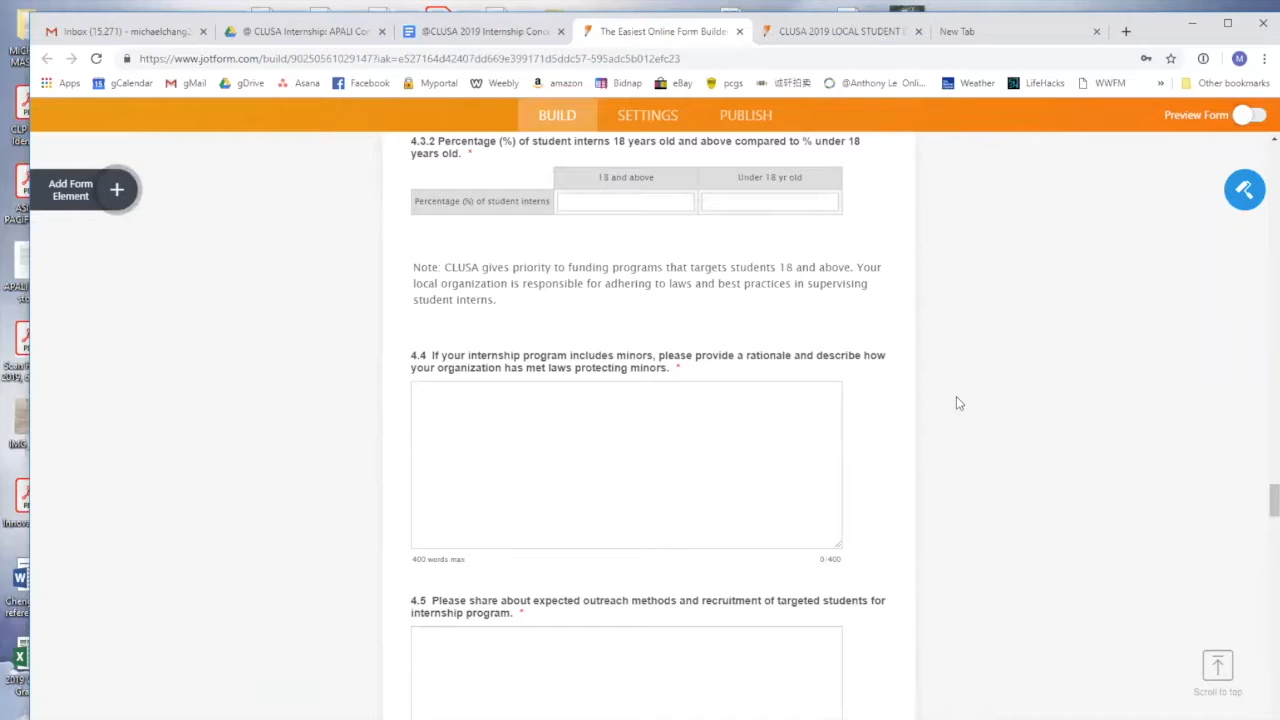 Inbox (15,271) - michaelchang.
@ CLUSA Internship: APALI Co
@CLUSA 2019 Internship Conc
The Easiest Online Form Builder
CLUSA 2019 LOCAL STUDENT I
New Tab
https://www.jotform.com/build/90250561029147?iak=e527164d42407dd669e399171d5ddc57-595adc5b012efc23
Apps
gCalendar
gMail
gDrive
Asana
Facebook
Myportal
Weebly
amazon
Bidnap
eBay
pcgs
诚轩拍卖
@Anthony Le Onli...
Weather
LifeHacks
WWFM
»
Other bookmarks
BUILD
SETTINGS
PUBLISH
Preview Form
Add Form
Element
4.3.2 Percentage (%) of student interns 18 years old and above compared to % under 18
years old. *
18 and above
Under 18 yr old
Percentage (%) of student interns
Note: CLUSA gives priority to funding programs that targets students 18 and above. Your
local organization is responsible for adhering to laws and best practices in supervising
student interns.
4.4 If your internship program includes minors, please provide a rationale and describe how
your organization has met laws protecting minors. *
400 words max
0/400
4.5 Please share about expected outreach methods and recruitment of targeted students for
internship program. *
Scroll to top